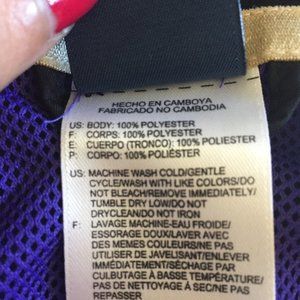 HECHO EN CAMBOYA
FABRICADO NO CAMBODIA
US: BODY: 100% POLYESTER
F: CORPS: 100% POLYESTER
E: CUERPO (TRONCO): 100% POLIESTER
P: CORPO: 100% POLIÉSTER
US: MACHINE WASH COLD/GENTLE
CYCLE/WASH WITH LIKE COLORS/DO
NOT BLEACH/REMOVE IMMEDIATELY/
TUMBLE DRY LOW/DO NOT
DRYCLEAN/DO NOT IRON
F: LAVAGE MACHINE-EAU FROIDE/
ESSORAGE DOUX/LAVER AVEC
DES MEMES COULEURS/NE PAS
UTILISER DE JAVELLISANT/ENLEVER
IMMÉDIATEMENT/SÉCHAGE PAR
CULBUTAGE À BASSE TEMPÉRATURE/
PAS DE NETTOYAGE À SEC/NE PAS
REPASSER